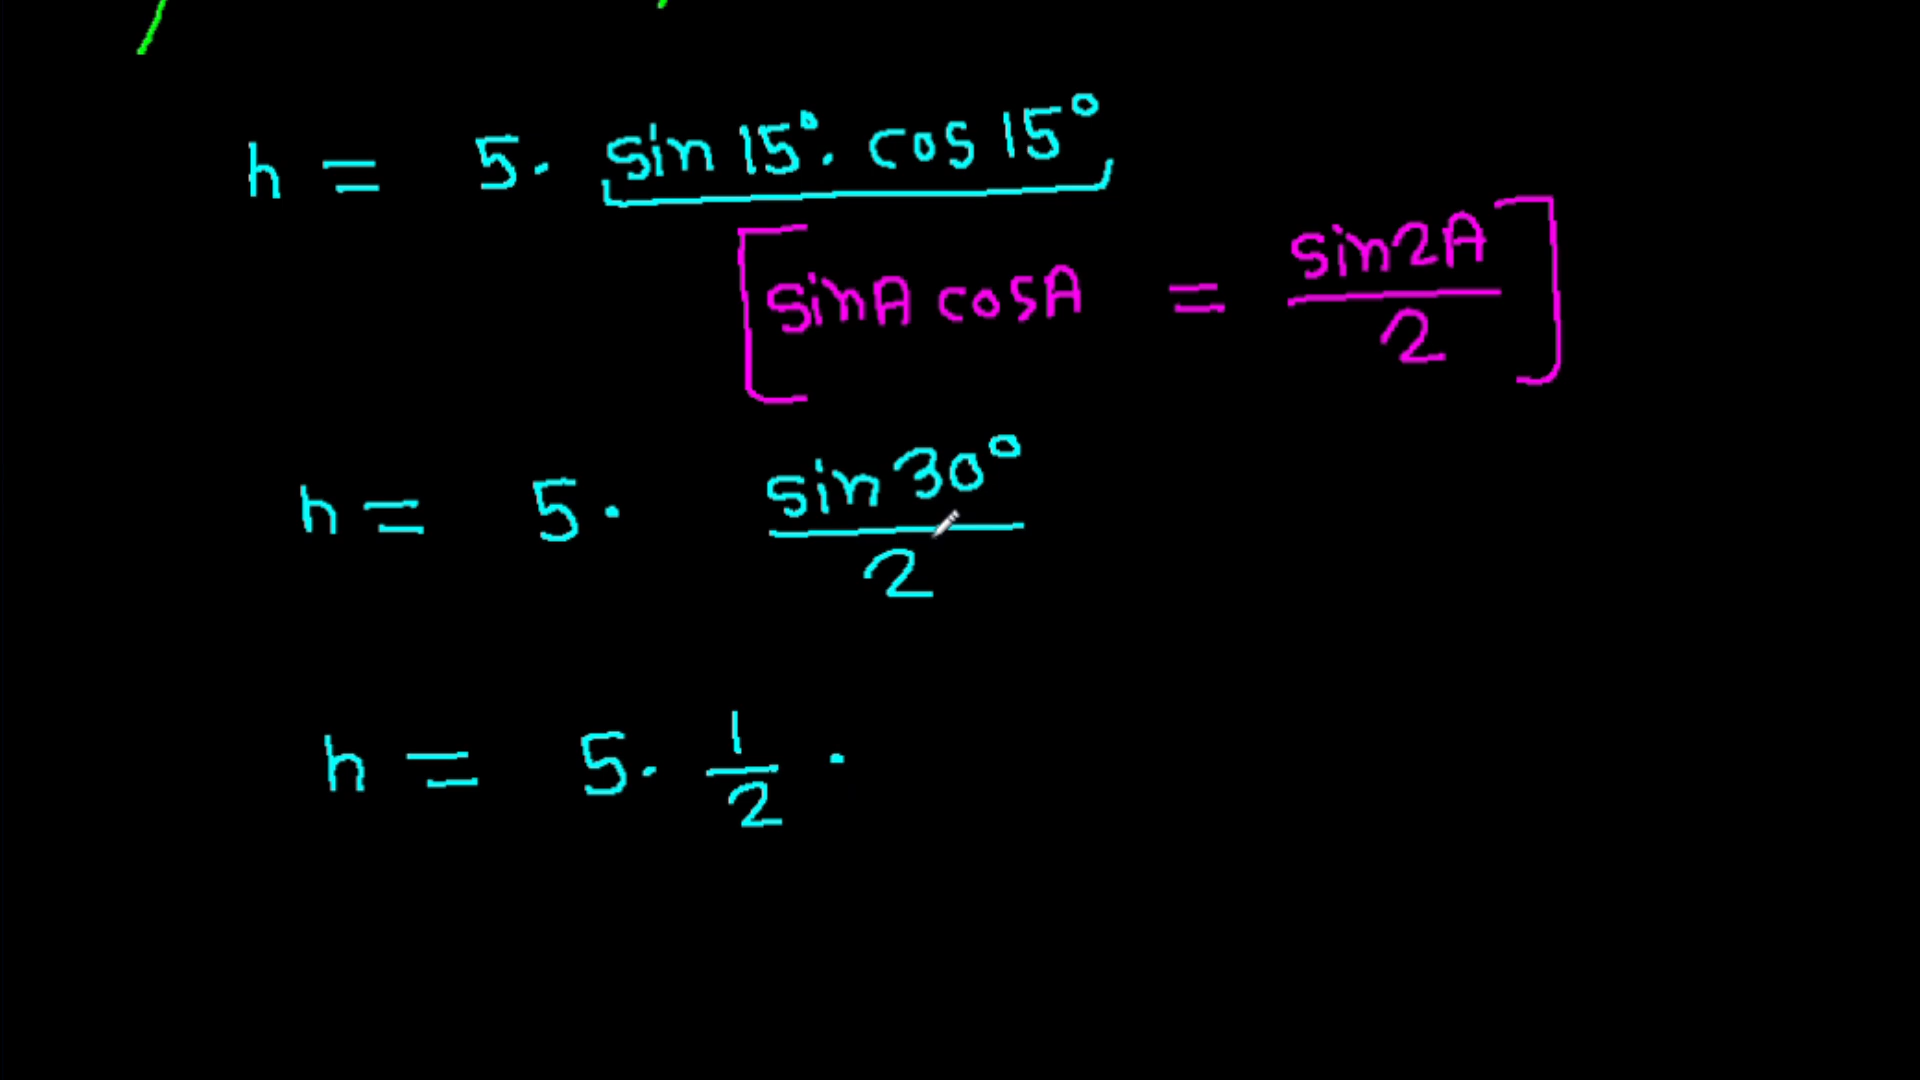 h = 5. sin 15°. cos 15°
[sinA cosA = sin2A/2]
h = 5. sin 30°/2
h = 5. 1/2 .